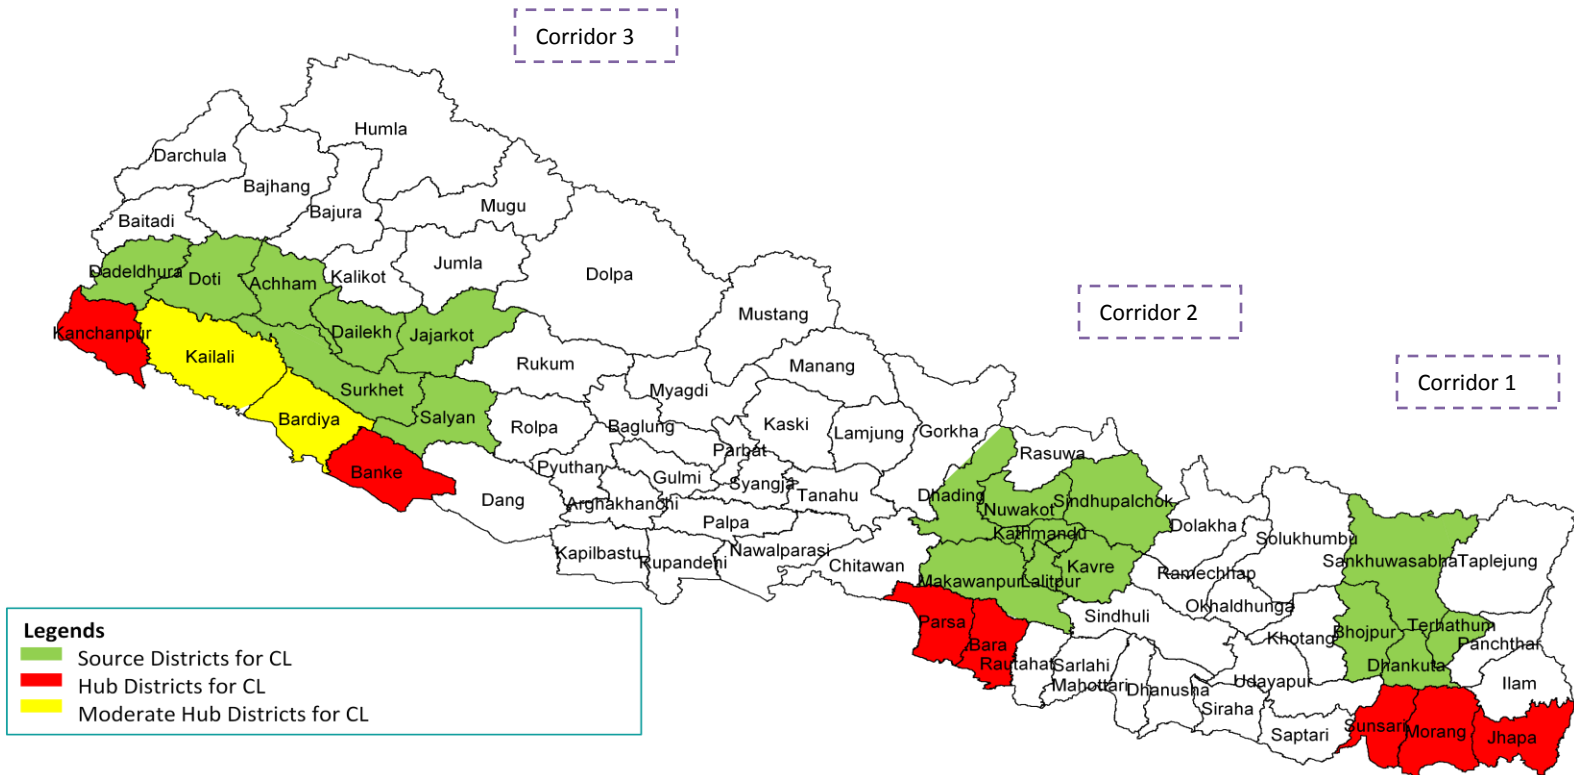 Corridor 3
Humla
Darchula
Bajhang
Mugu
Bajura
Baitadi
Jumla
Dadeldhura
Doti
Achham
Kalikot
Dolpa
Corridor 2
Mustang
Kanchanpur
Dailekh
Jajarkot
Kailali
Rukum
Manang
Corridor 1
Surkhet
Myagdi
Bardiya
Salyan
Rolpa
Baglung
Kaski
Lamjung
Gorkha
Parbat
Rasuwa
Banke
Pyuthan
Gulmi
Syangja
Tanahu
Dhading
Nuwakot
Sindhupalchok
Dang
Arghakhanchi
Palpa
Kathmandu
Dolakha
Solukhumbu
Kapilbastu
Rupandehi
Nawalparasi
Chitawan
Makawanpur
Lalitpur
Kavre
Ramechhap
Sankhuwasabha
Taplejung
Okhaldhunga
Parsa
Sindhuli
Khotang
Bhojpur
Terhathum
Panchthar
Bara
Rautahat
Sarlahi
Mahottari
Dhanusha
Udayapur
Dhankuta
Ilam
Siraha
Saptari
Sunsari
Morang
Jhapa
Legends
Source Districts for CL
Hub Districts for CL
Moderate Hub Districts for CL